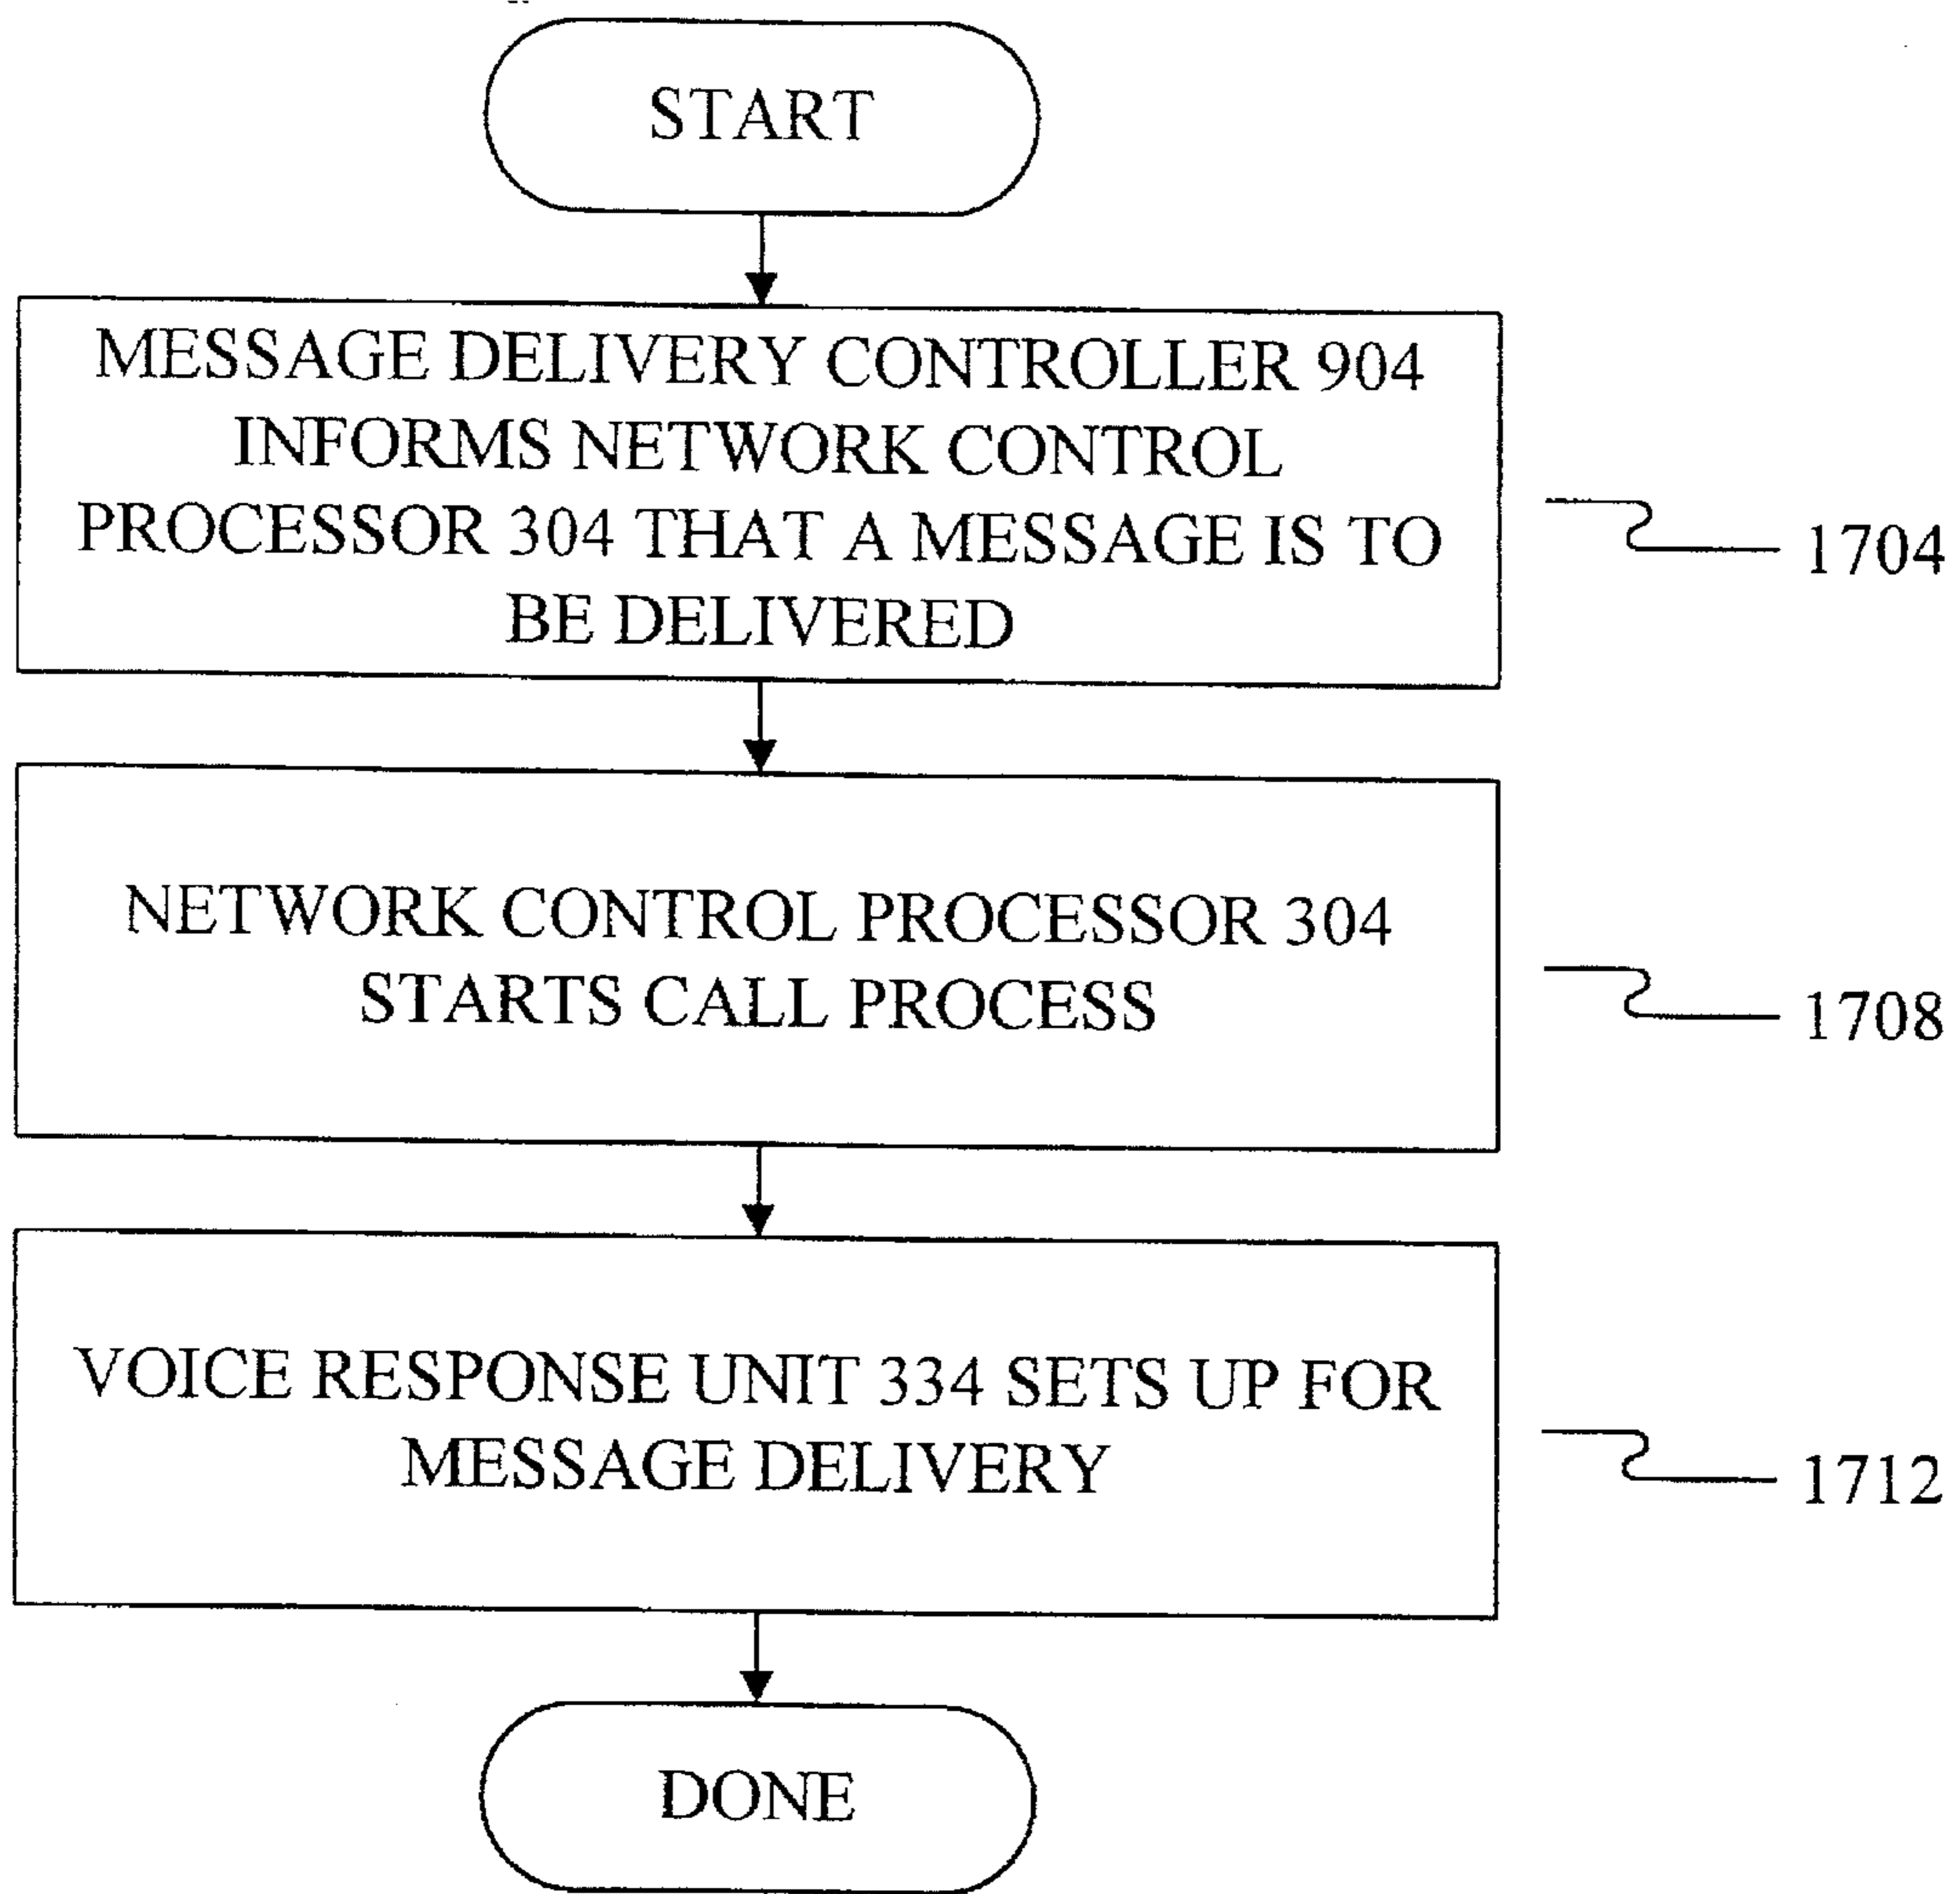 START
MESSAGE DELIVERY CONTROLLER 904
INFORMS NETWORK CONTROL
PROCESSOR 304 THAT A MESSAGE IS TO
BE DELIVERED
1704
NETWORK CONTROL PROCESSOR 304
STARTS CALL PROCESS
1708
VOICE RESPONSE UNIT 334 SETS UP FOR
MESSAGE DELIVERY
1712
DONE